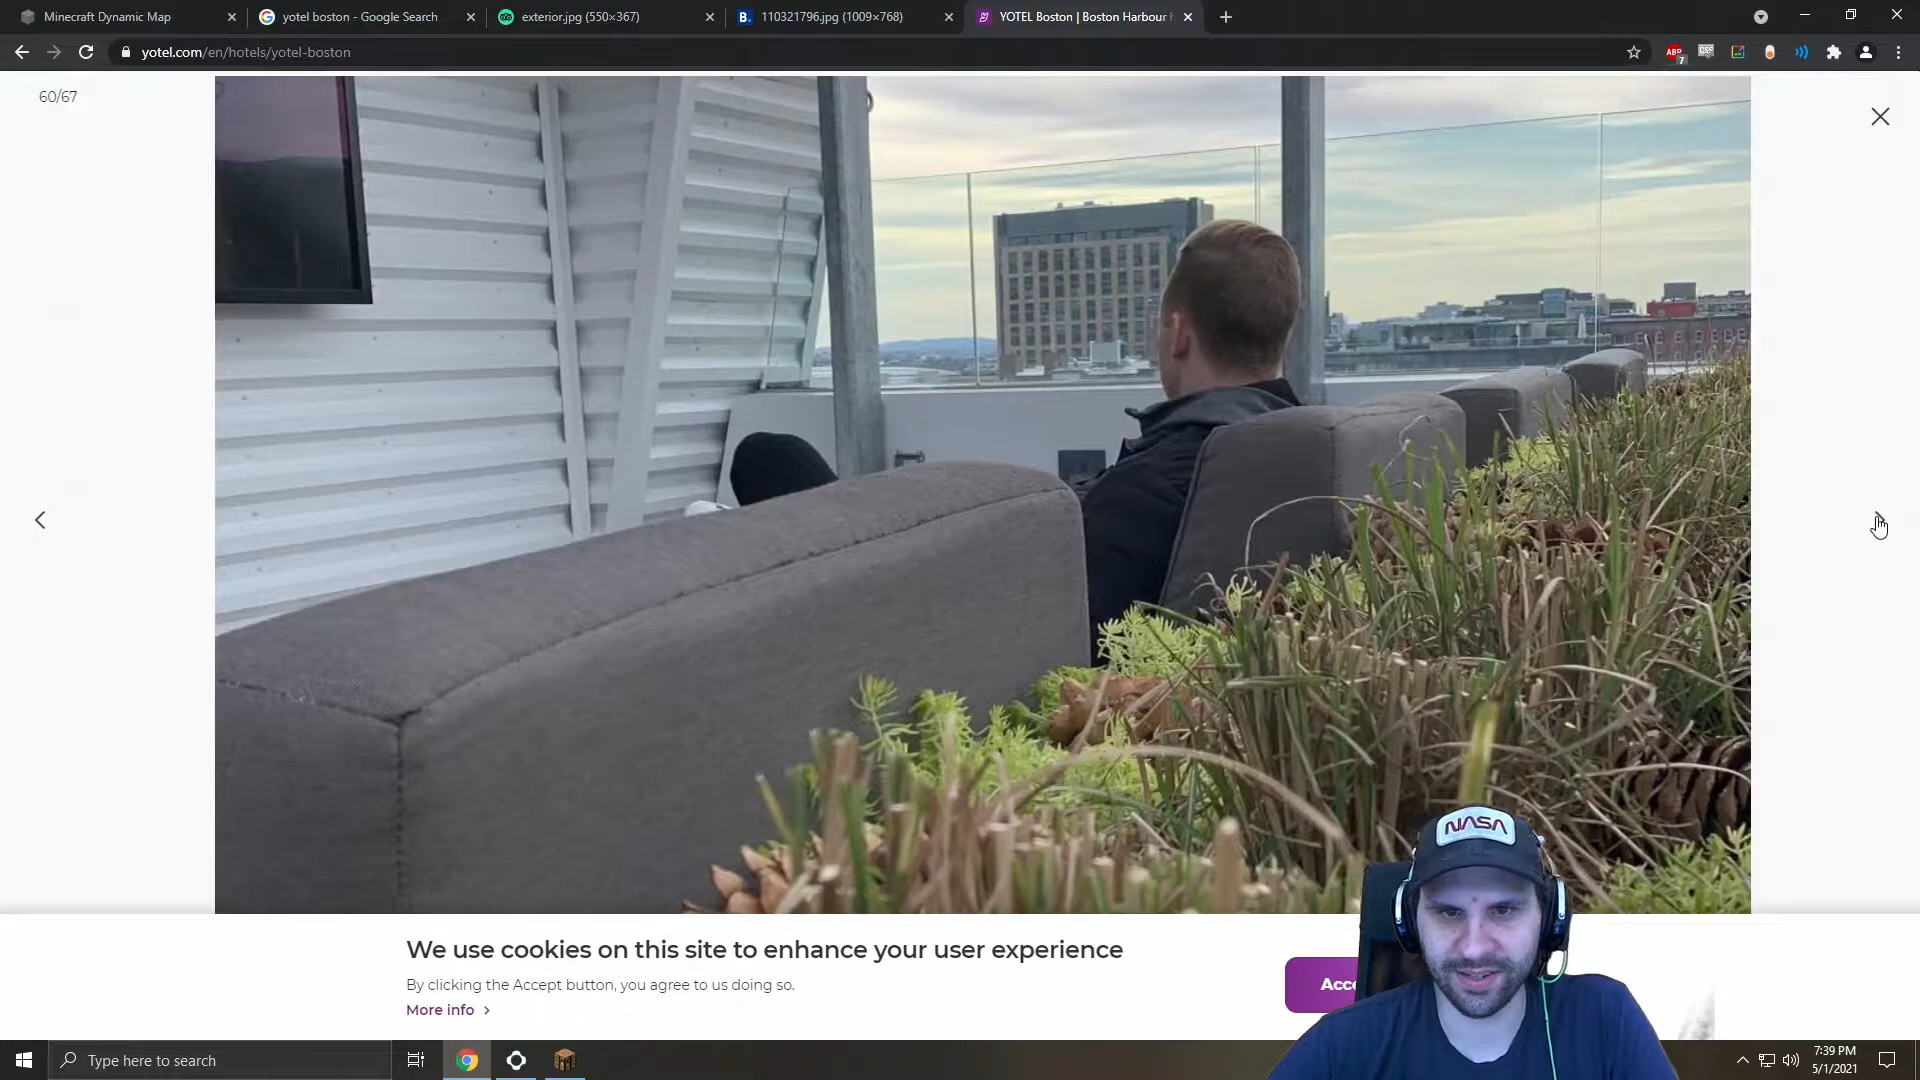 Minecraft Dynamic Map
yotel boston - Google Search
exterior.jpg (550×367)
B.
110321796.jpg (1009×768)
YOTEL Boston | Boston Harbour
yotel.com/en/hotels/yotel-boston
ABP
7
60/67
NASA
We use cookies on this site to enhance your user experience
By clicking the Accept button, you agree to us doing so.
More info
Acce
Type here to search
7:39 PM
5/1/2021